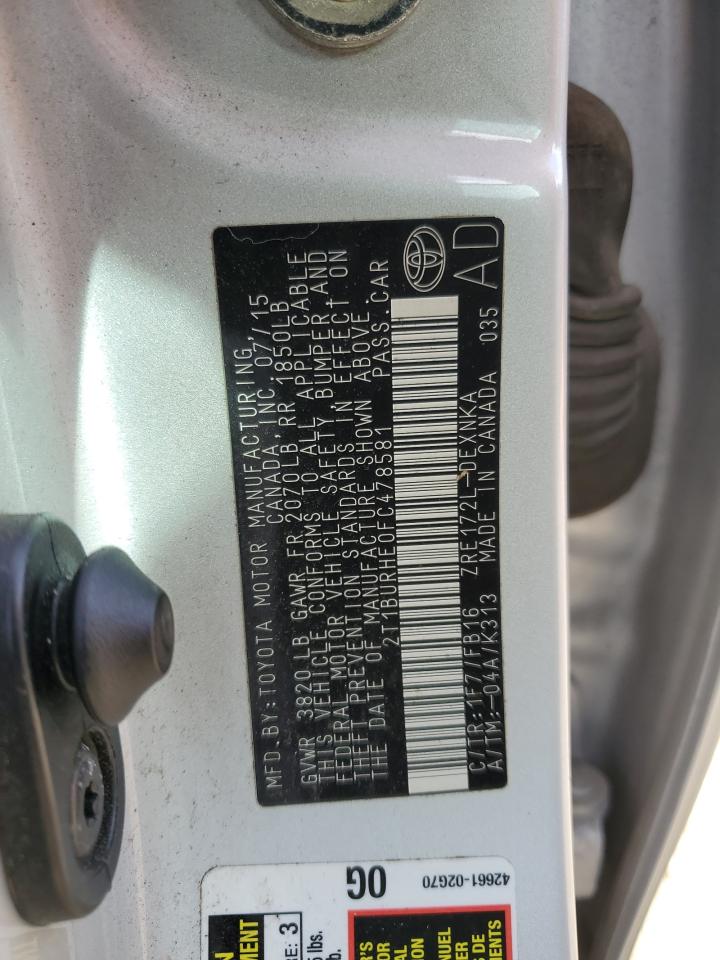 MFD.BY:TOYOTA MOTOR MANUFACTURING,
CANADA, INC. 07/15
GVWR 3820 LB GAWR FR 2070LB RR 1850LB
THIS VEHICLE CONFORMS TO ALL APPLICABLE
FEDERAL MOTOR VEHICLE SAFETY, BUMPER, AND
THEFT PREVENTION STANDARDS IN EFFECT ON
THE DATE OF MANUFACTURE SHOWN ABOVE.
2T1BURHE0FC478581 PASS.CAR
C/TR:1F7/FB16 ZRE172L-DEXNKA
A/TM:-04A/K313 MADE IN CANADA 035
AD
42661-02G70
0G
3
lbs.